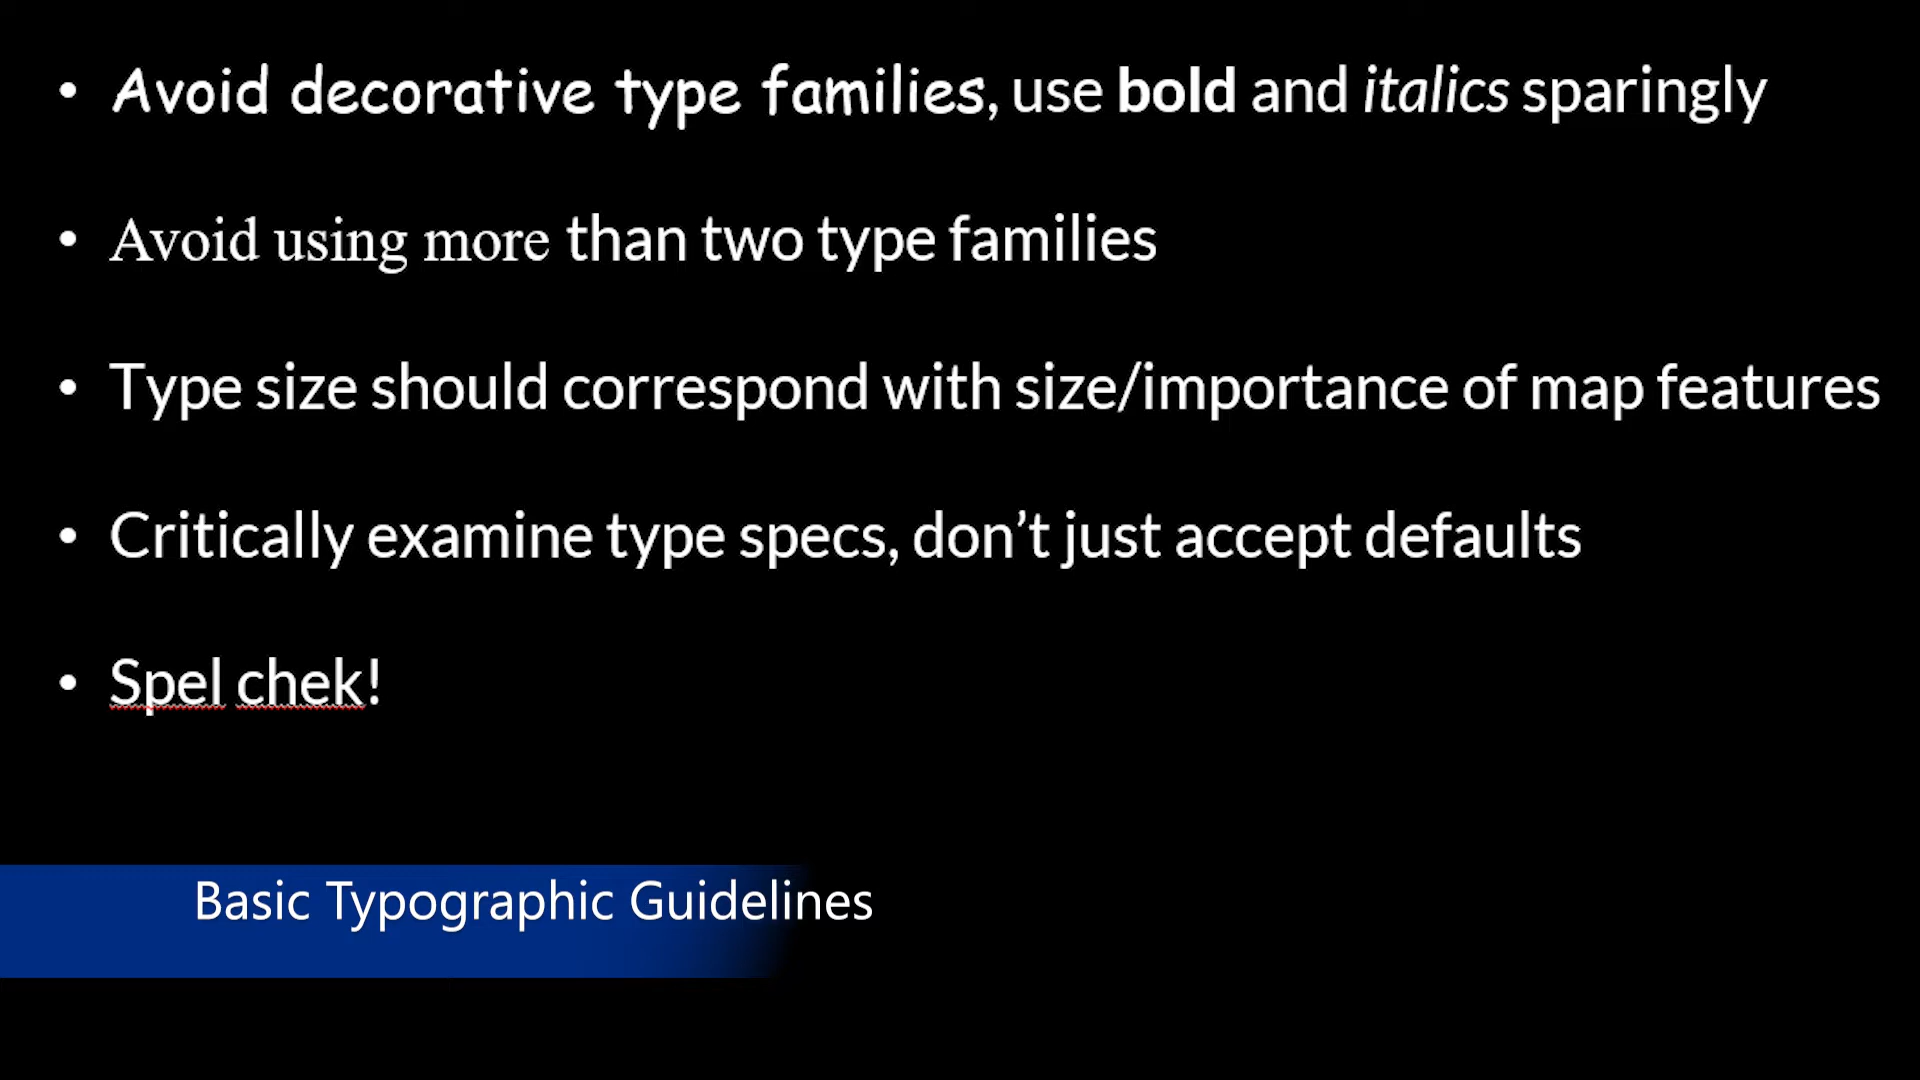 • Avoid decorative type families, use bold and italics sparingly
• Avoid using more than two type families
• Type size should correspond with size/importance of map features
• Critically examine type specs, don’t just accept defaults
• Spel chek!
Basic Typographic Guidelines